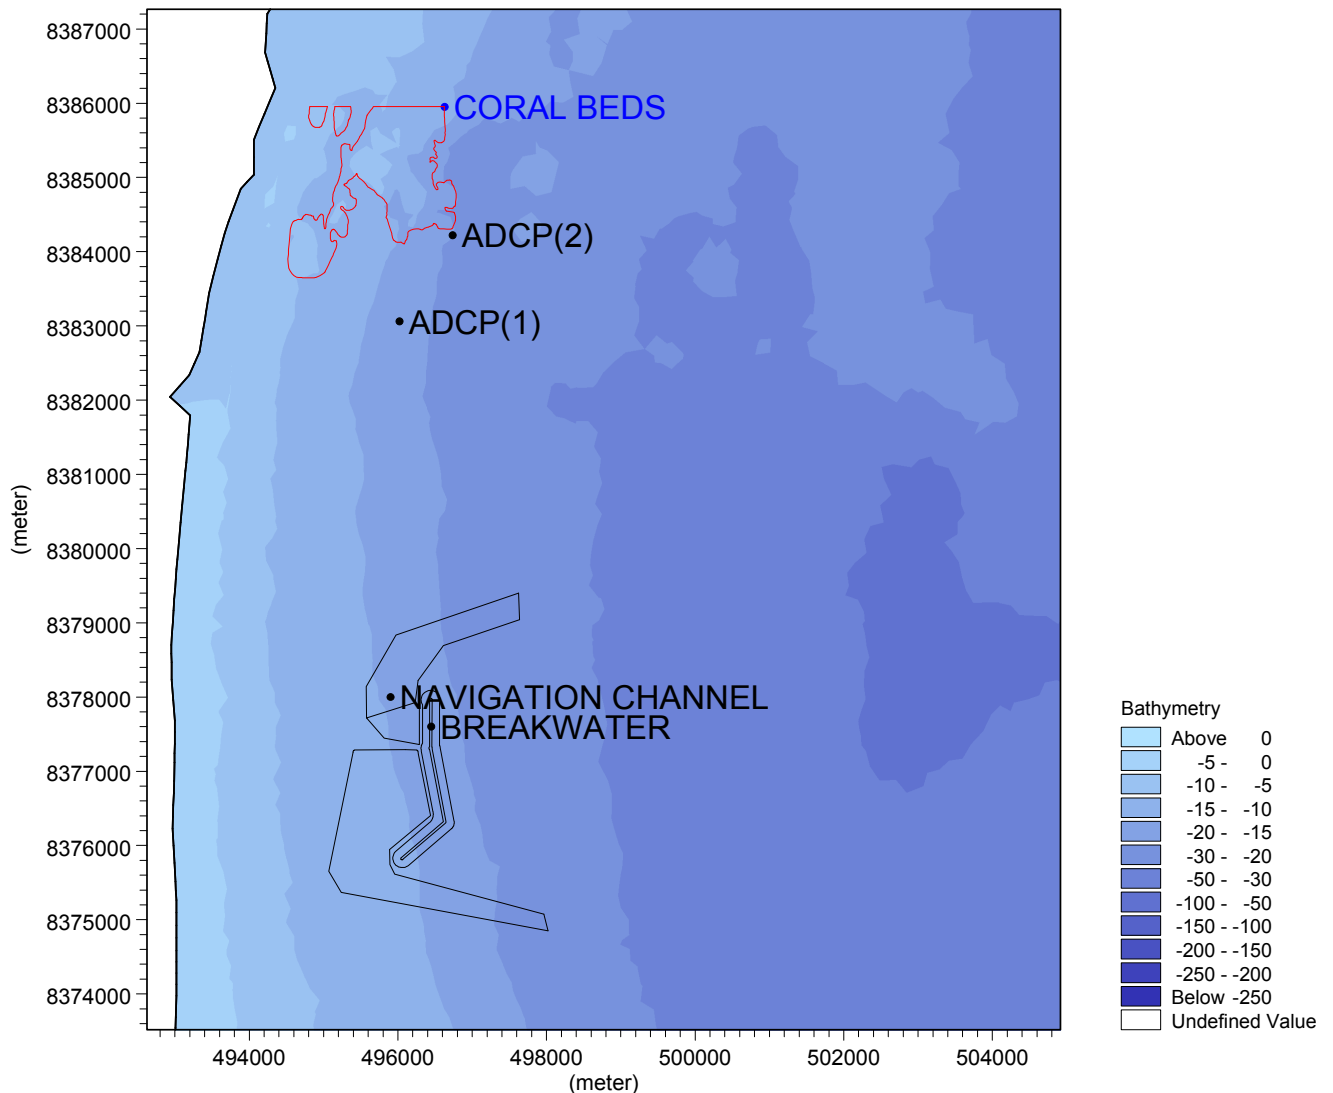 8387000
8386000
8385000
8384000
8383000
8382000
8381000
8380000
8379000
8378000
8377000
8376000
8375000
8374000
(meter)
494000
496000
498000
500000
502000
504000
(meter)
CORAL BEDS
ADCP(2)
ADCP(1)
NAVIGATION CHANNEL
BREAKWATER
Bathymetry
Above 0
-5 - 0
-10 - -5
-15 - -10
-20 - -15
-30 - -20
-50 - -30
-100 - -50
-150 - -100
-200 - -150
-250 - -200
Below -250
Undefined Value